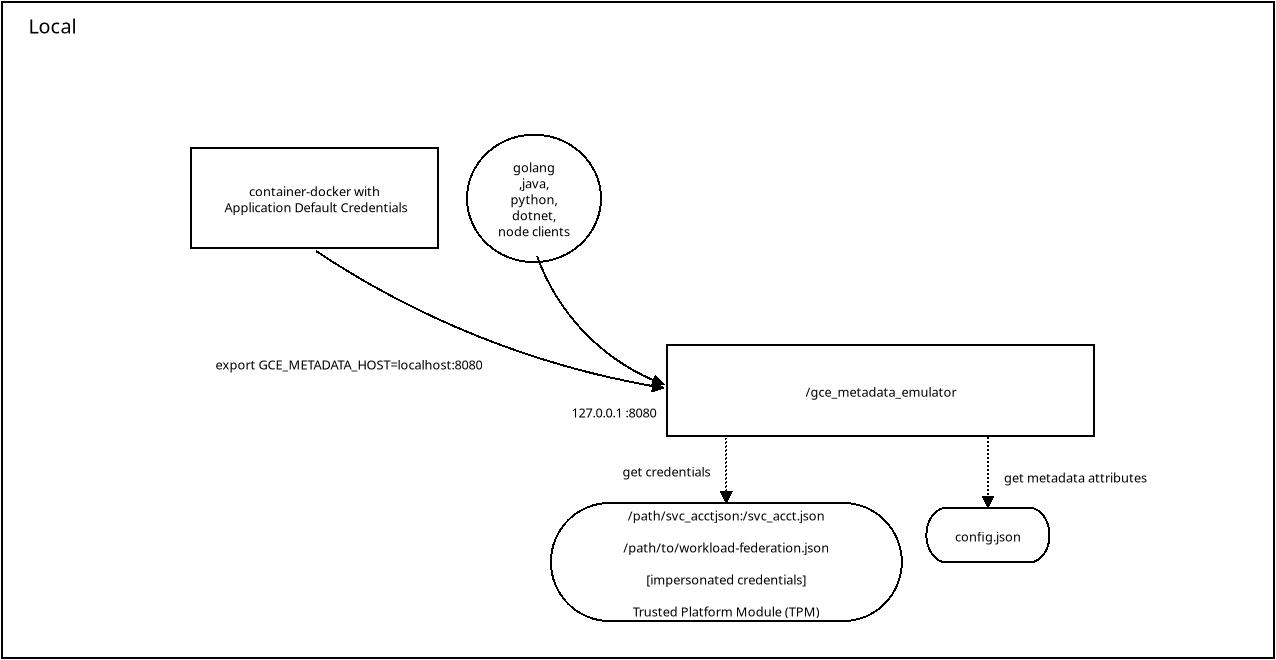 Local
container-docker with
Application Default Credentials
golang
,java,
python,
dotnet,
node clients
export GCE_METADATA_HOST=localhost:8080
/gce_metadata_emulator
127.0.0.1 :8080
get credentials
get metadata attributes
/path/svc_acctjson:/svc_acct.json
/path/to/workload-federation.json
[impersonated credentials]
Trusted Platform Module (TPM)
config.json